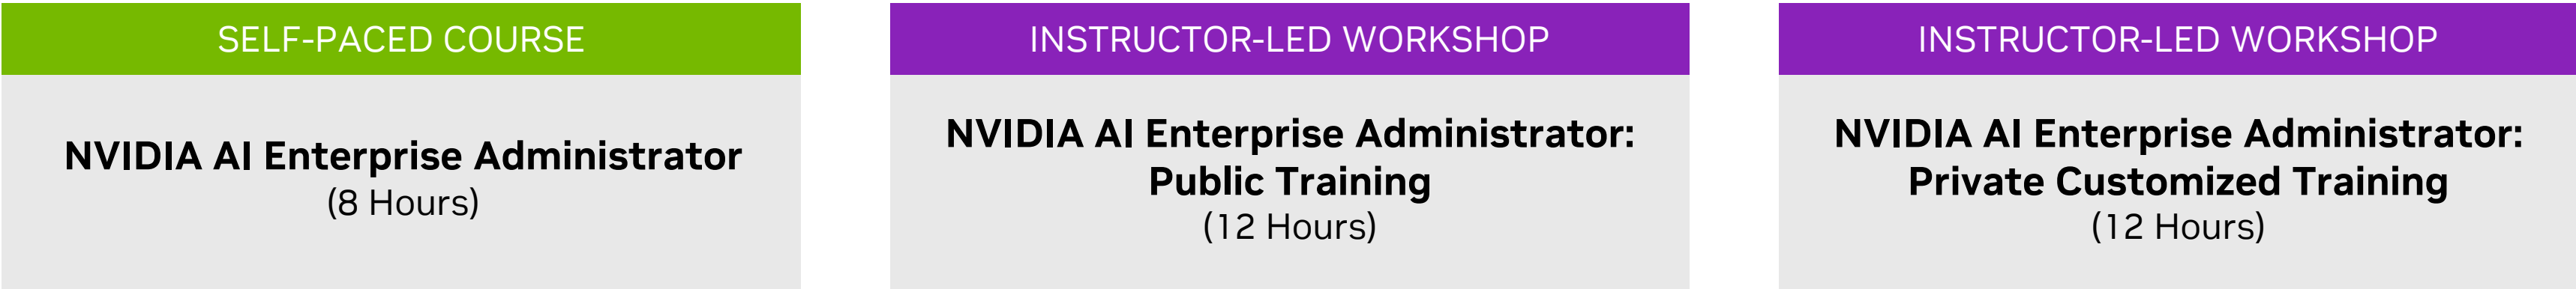 SELF-PACED COURSE
NVIDIA AI Enterprise Administrator
(8 Hours)
INSTRUCTOR-LED WORKSHOP
NVIDIA AI Enterprise Administrator:
Public Training
(12 Hours)
INSTRUCTOR-LED WORKSHOP
NVIDIA AI Enterprise Administrator:
Private Customized Training
(12 Hours)